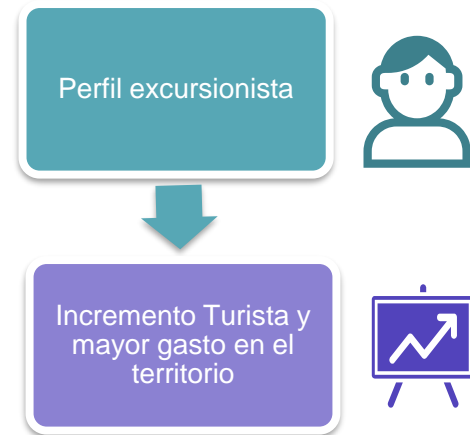 Perfil excursionista
Incremento Turista y
mayor gasto en el
territorio